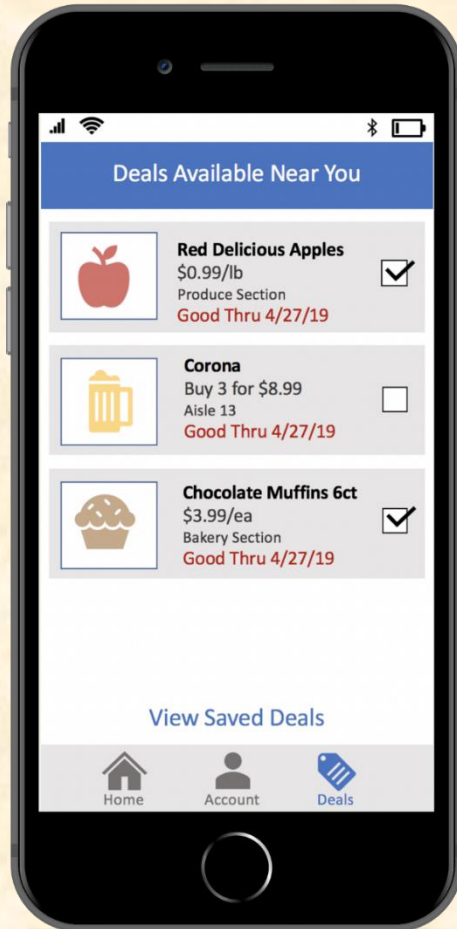 Deals Available Near You
Red Delicious Apples
$0.99/lb
Produce Section
Good Thru 4/27/19
Corona
Buy 3 for $8.99
Aisle 13
Good Thru 4/27/19
Chocolate Muffins 6ct
$3.99/ea
Bakery Section
Good Thru 4/27/19
View Saved Deals
Home Account Deals